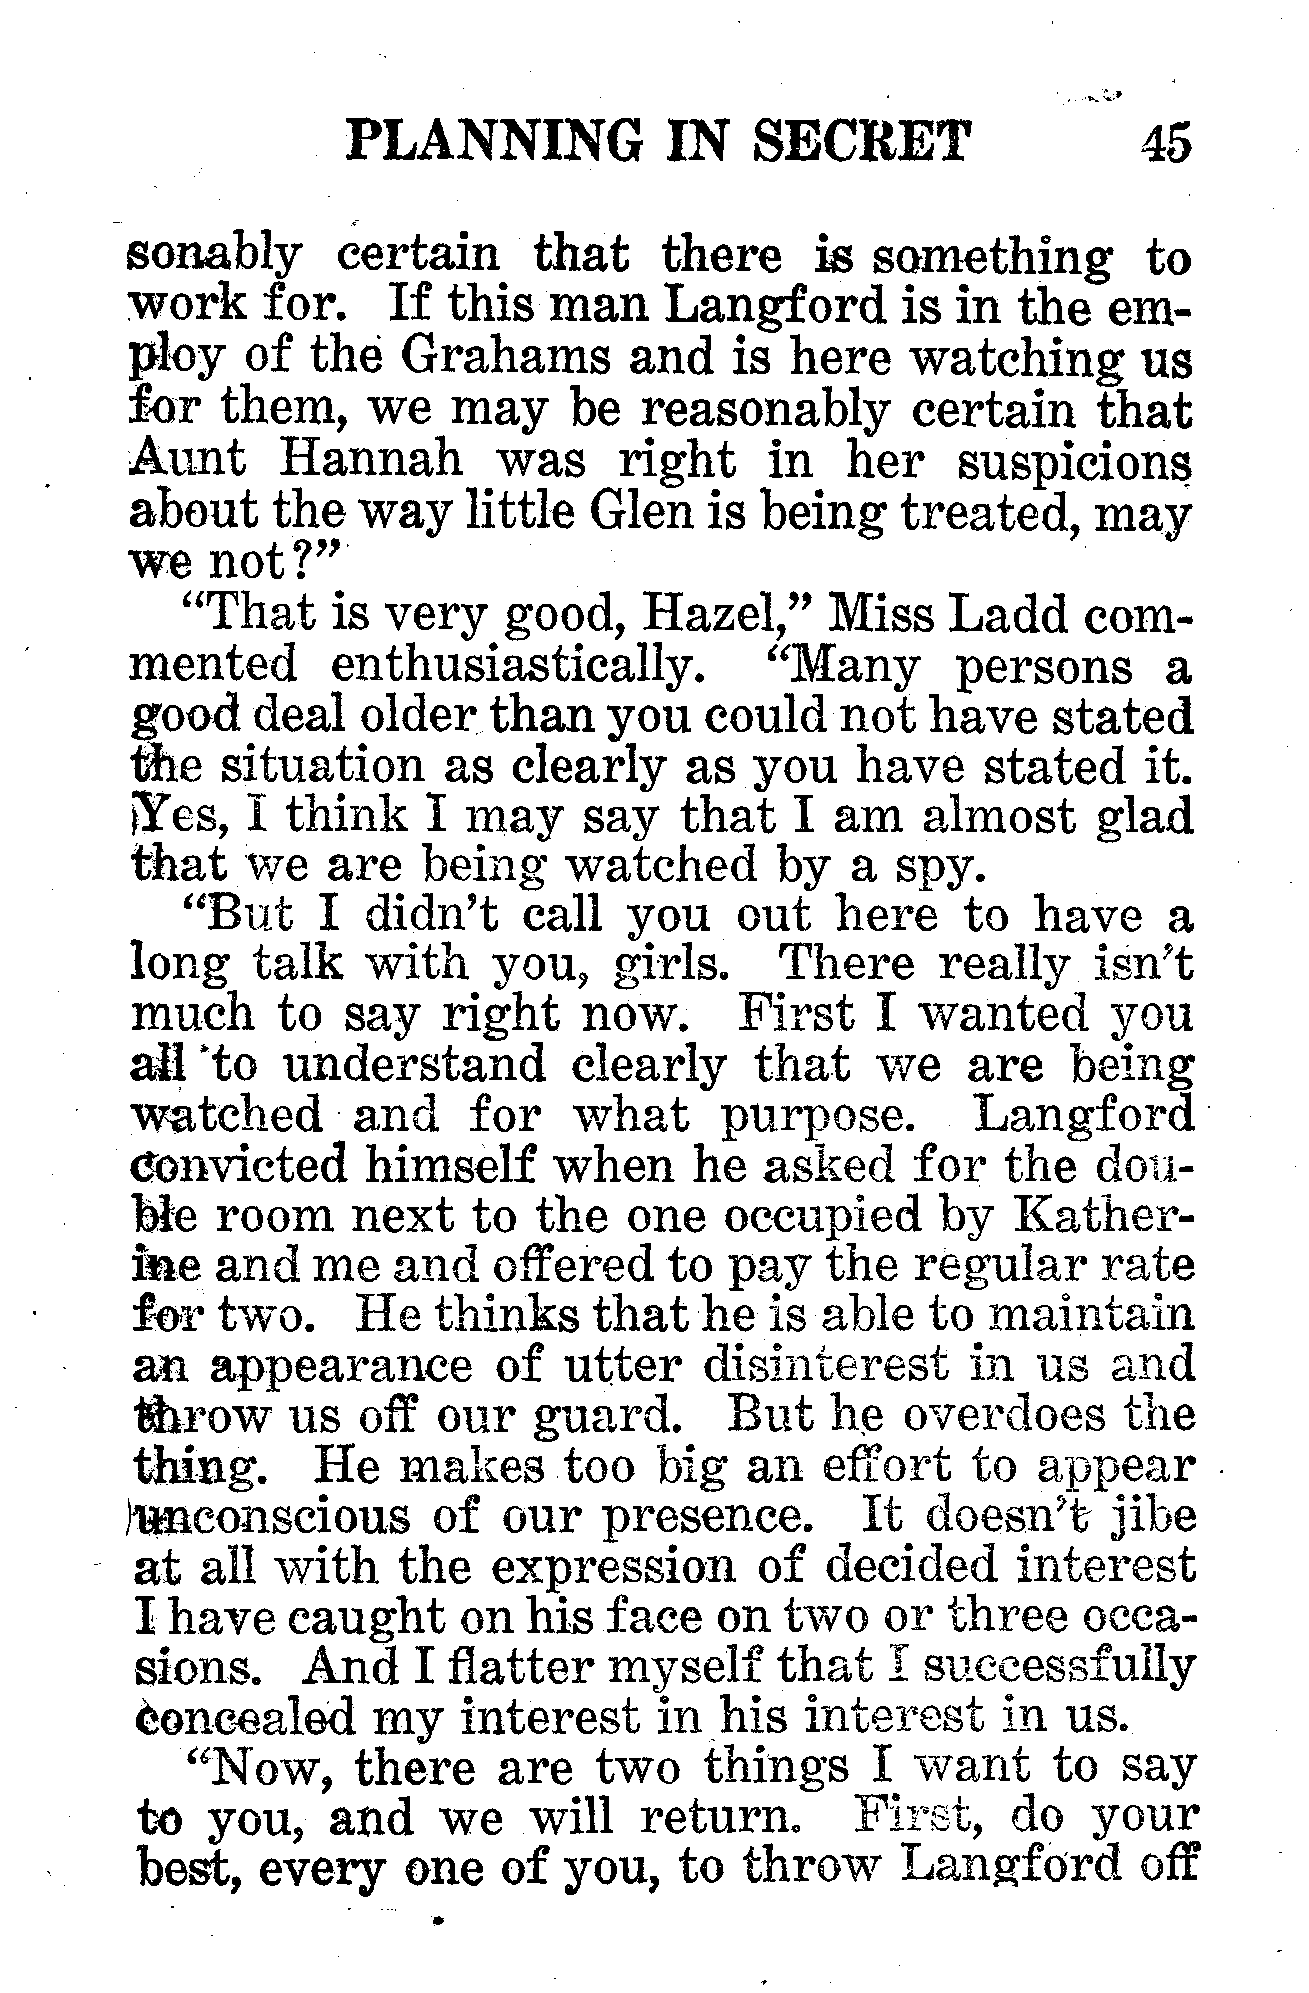 PLANNING IN SECRET 45
sonably certain that there is something to
work for. If this man Langford is in the em-
ploy of the Grahams and is here watching us
for them, we may be reasonably certain that
Aunt Hannah was right in her suspicions
about the way little Glen is being treated, may
we not?”
“That is very good, Hazel,” Miss Ladd com-
mented enthusiastically. “Many persons a
good deal older than you could not have stated
the situation as clearly as you have stated it.
Yes, I think I may say that I am almost glad
that we are being watched by a spy.
“But I didn’t call you out here to have a
long talk with you, girls. There really isn’t
much to say right now. First I wanted you
all to understand clearly that we are being
watched and for what purpose. Langford
convicted himself when he asked for the dou-
ble room next to the one occupied by Kather-
ine and me and offered to pay the regular rate
for two. He thinks that he is able to maintain
an appearance of utter disinterest in us and
throw us off our guard. But he overdoes the
thing. He makes too big an effort to appear
unconscious of our presence. It doesn’t jibe
at all with the expression of decided interest
I have caught on his face on two or three occa-
sions. And I flatter myself that I successfully
concealed my interest in his interest in us.
“Now, there are two things I want to say
to you, and we will return. First, do your
best, every one of you, to throw Langford off